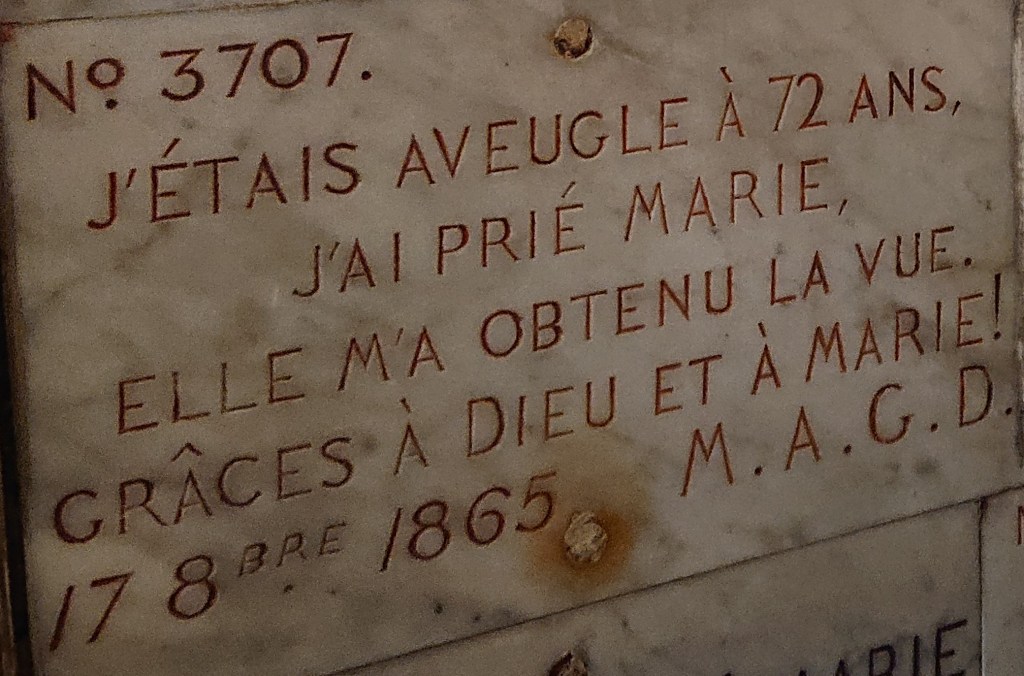 Nº 3707.
J'ÉTAIS AVEUGLE À 72 ANS,
J'AI PRIÉ MARIE,
ELLE M'A OBTENU LA VUE.
GRÂCES À DIEU ET À MARIE!
17 8BRE 1865 M.A.G.D.
MARIE